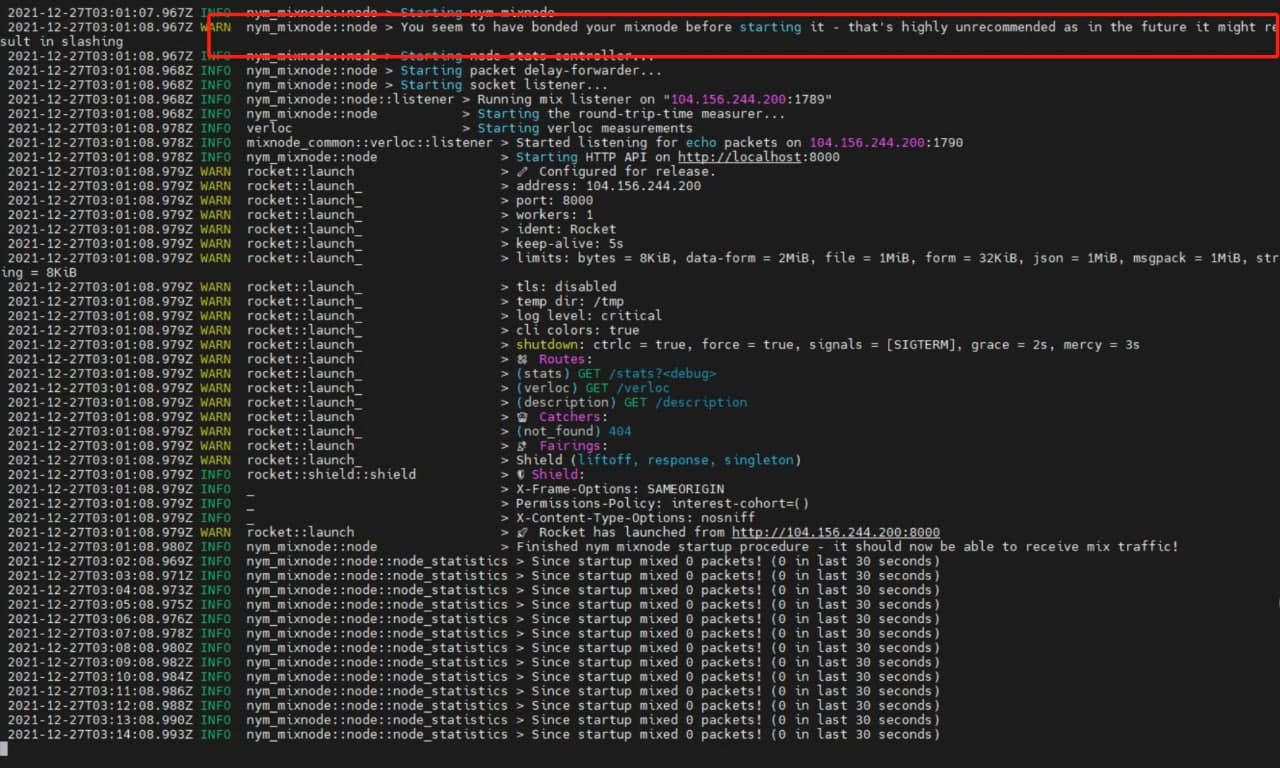 2021-12-27T03:01:07.967Z INFO  nym_mixnode::node > Starting nym mixnode
2021-12-27T03:01:08.967Z WARN  nym_mixnode::node > You seem to have bonded your mixnode before starting it - that's highly unrecommended as in the future it might re
sult in slashing
2021-12-27T03:01:08.967Z INFO  nym_mixnode::node > Starting node stats controller...
2021-12-27T03:01:08.968Z INFO  nym_mixnode::node > Starting packet delay-forwarder...
2021-12-27T03:01:08.968Z INFO  nym_mixnode::node > Starting socket listener...
2021-12-27T03:01:08.968Z INFO  nym_mixnode::node::listener > Running mix listener on "104.156.244.200:1789"
2021-12-27T03:01:08.968Z INFO  nym_mixnode::node           > Starting the round-trip-time measurer...
2021-12-27T03:01:08.978Z INFO  verloc                      > Starting verloc measurements
2021-12-27T03:01:08.978Z INFO  mixnode_common::verloc::listener > Started listening for echo packets on 104.156.244.200:1790
2021-12-27T03:01:08.978Z INFO  nym_mixnode::node                > Starting HTTP API on http://localhost:8000
2021-12-27T03:01:08.979Z WARN  rocket::launch                   > Configured for release.
2021-12-27T03:01:08.979Z WARN  rocket::launch_                  > address: 104.156.244.200
2021-12-27T03:01:08.979Z WARN  rocket::launch_                  > port: 8000
2021-12-27T03:01:08.979Z WARN  rocket::launch_                  > workers: 1
2021-12-27T03:01:08.979Z WARN  rocket::launch_                  > ident: Rocket
2021-12-27T03:01:08.979Z WARN  rocket::launch_                  > keep-alive: 5s
2021-12-27T03:01:08.979Z WARN  rocket::launch_                  > limits: bytes = 8KiB, data-form = 2MiB, file = 1MiB, form = 32KiB, json = 1MiB, msgpack = 1MiB, str
ing = 8KiB
2021-12-27T03:01:08.979Z WARN  rocket::launch_                  > tls: disabled
2021-12-27T03:01:08.979Z WARN  rocket::launch_                  > temp dir: /tmp
2021-12-27T03:01:08.979Z WARN  rocket::launch_                  > log level: critical
2021-12-27T03:01:08.979Z WARN  rocket::launch_                  > cli colors: true
2021-12-27T03:01:08.979Z WARN  rocket::launch_                  > shutdown: ctrlc = true, force = true, signals = [SIGTERM], grace = 2s, mercy = 3s
2021-12-27T03:01:08.979Z WARN  rocket::launch                   > Routes:
2021-12-27T03:01:08.979Z WARN  rocket::launch_                  > (stats) GET /stats?<debug>
2021-12-27T03:01:08.979Z WARN  rocket::launch_                  > (verloc) GET /verloc
2021-12-27T03:01:08.979Z WARN  rocket::launch_                  > (description) GET /description
2021-12-27T03:01:08.979Z WARN  rocket::launch                   > Catchers:
2021-12-27T03:01:08.979Z WARN  rocket::launch_                  > (not_found) 404
2021-12-27T03:01:08.979Z WARN  rocket::launch                   > Fairings:
2021-12-27T03:01:08.979Z WARN  rocket::launch_                  > Shield (liftoff, response, singleton)
2021-12-27T03:01:08.979Z INFO  rocket::shield::shield           > Shield:
2021-12-27T03:01:08.979Z INFO  _                                > X-Frame-Options: SAMEORIGIN
2021-12-27T03:01:08.979Z INFO  _                                > Permissions-Policy: interest-cohort=()
2021-12-27T03:01:08.979Z INFO  _                                > X-Content-Type-Options: nosniff
2021-12-27T03:01:08.979Z WARN  rocket::launch                   > Rocket has launched from http://104.156.244.200:8000
2021-12-27T03:01:08.980Z INFO  nym_mixnode::node                > Finished nym mixnode startup procedure - it should now be able to receive mix traffic!
2021-12-27T03:02:08.969Z INFO  nym_mixnode::node::node_statistics > Since startup mixed 0 packets! (0 in last 30 seconds)
2021-12-27T03:03:08.971Z INFO  nym_mixnode::node::node_statistics > Since startup mixed 0 packets! (0 in last 30 seconds)
2021-12-27T03:04:08.973Z INFO  nym_mixnode::node::node_statistics > Since startup mixed 0 packets! (0 in last 30 seconds)
2021-12-27T03:05:08.975Z INFO  nym_mixnode::node::node_statistics > Since startup mixed 0 packets! (0 in last 30 seconds)
2021-12-27T03:06:08.976Z INFO  nym_mixnode::node::node_statistics > Since startup mixed 0 packets! (0 in last 30 seconds)
2021-12-27T03:07:08.978Z INFO  nym_mixnode::node::node_statistics > Since startup mixed 0 packets! (0 in last 30 seconds)
2021-12-27T03:08:08.980Z INFO  nym_mixnode::node::node_statistics > Since startup mixed 0 packets! (0 in last 30 seconds)
2021-12-27T03:09:08.982Z INFO  nym_mixnode::node::node_statistics > Since startup mixed 0 packets! (0 in last 30 seconds)
2021-12-27T03:10:08.984Z INFO  nym_mixnode::node::node_statistics > Since startup mixed 0 packets! (0 in last 30 seconds)
2021-12-27T03:11:08.986Z INFO  nym_mixnode::node::node_statistics > Since startup mixed 0 packets! (0 in last 30 seconds)
2021-12-27T03:12:08.988Z INFO  nym_mixnode::node::node_statistics > Since startup mixed 0 packets! (0 in last 30 seconds)
2021-12-27T03:13:08.990Z INFO  nym_mixnode::node::node_statistics > Since startup mixed 0 packets! (0 in last 30 seconds)
2021-12-27T03:14:08.993Z INFO  nym_mixnode::node::node_statistics > Since startup mixed 0 packets! (0 in last 30 seconds)